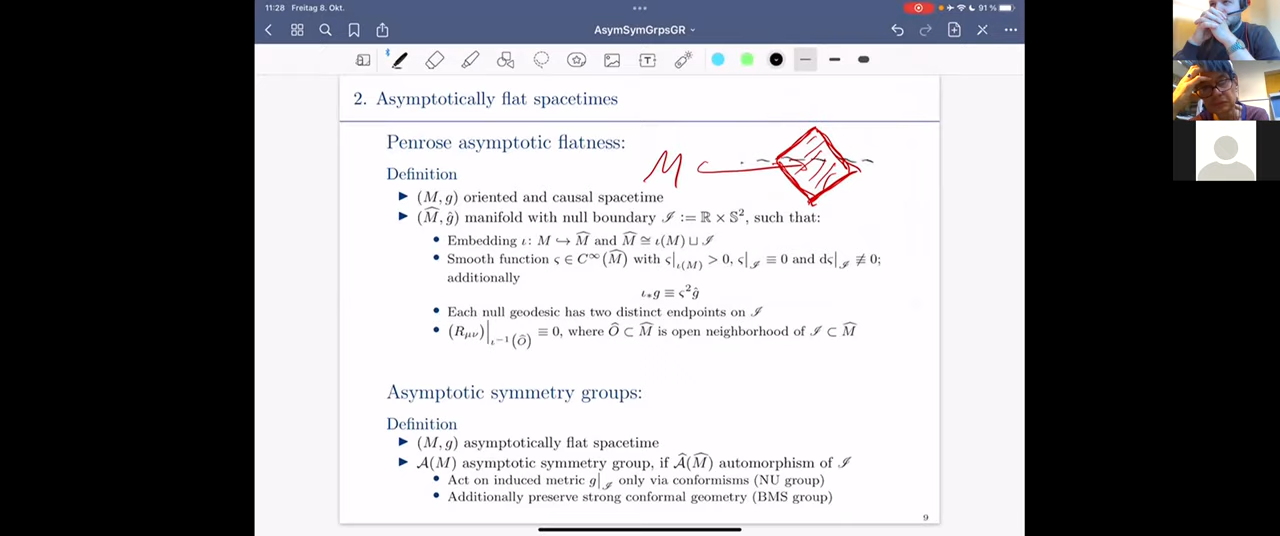 11:28 Freitag 8. Okt.
91 %
AsymSymGrpsGR
2. Asymptotically flat spacetimes
Penrose asymptotic flatness:
M
Definition
► (M, g) oriented and causal spacetime
► (M̂, ĝ) manifold with null boundary ℐ := ℝ × 𝕊², such that:
• Embedding ι: M ↪ M̂ and M̂ ≅ ι(M) ⊔ ℐ
• Smooth function ς ∈ C^∞(M̂) with ς|_ι(M) > 0, ς|_ℐ ≡ 0 and dς|_ℐ ≢ 0;
additionally
ι_*g ≡ ς²ĝ
• Each null geodesic has two distinct endpoints on ℐ
• (R_μν)|_ι⁻¹(Ô) ≡ 0, where Ô ⊂ M̂ is open neighborhood of ℐ ⊂ M̂
Asymptotic symmetry groups:
Definition
► (M, g) asymptotically flat spacetime
► 𝒜(M) asymptotic symmetry group, if 𝒜̂(M̂) automorphism of ℐ
• Act on induced metric g|_ℐ only via conformisms (NU group)
• Additionally preserve strong conformal geometry (BMS group)
9